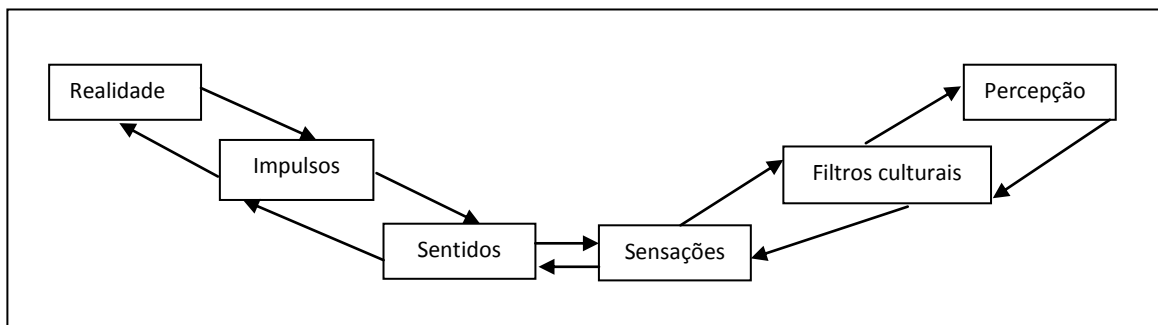 Realidade
Percepção
Impulsos
Filtros culturais
Sentidos
Sensações